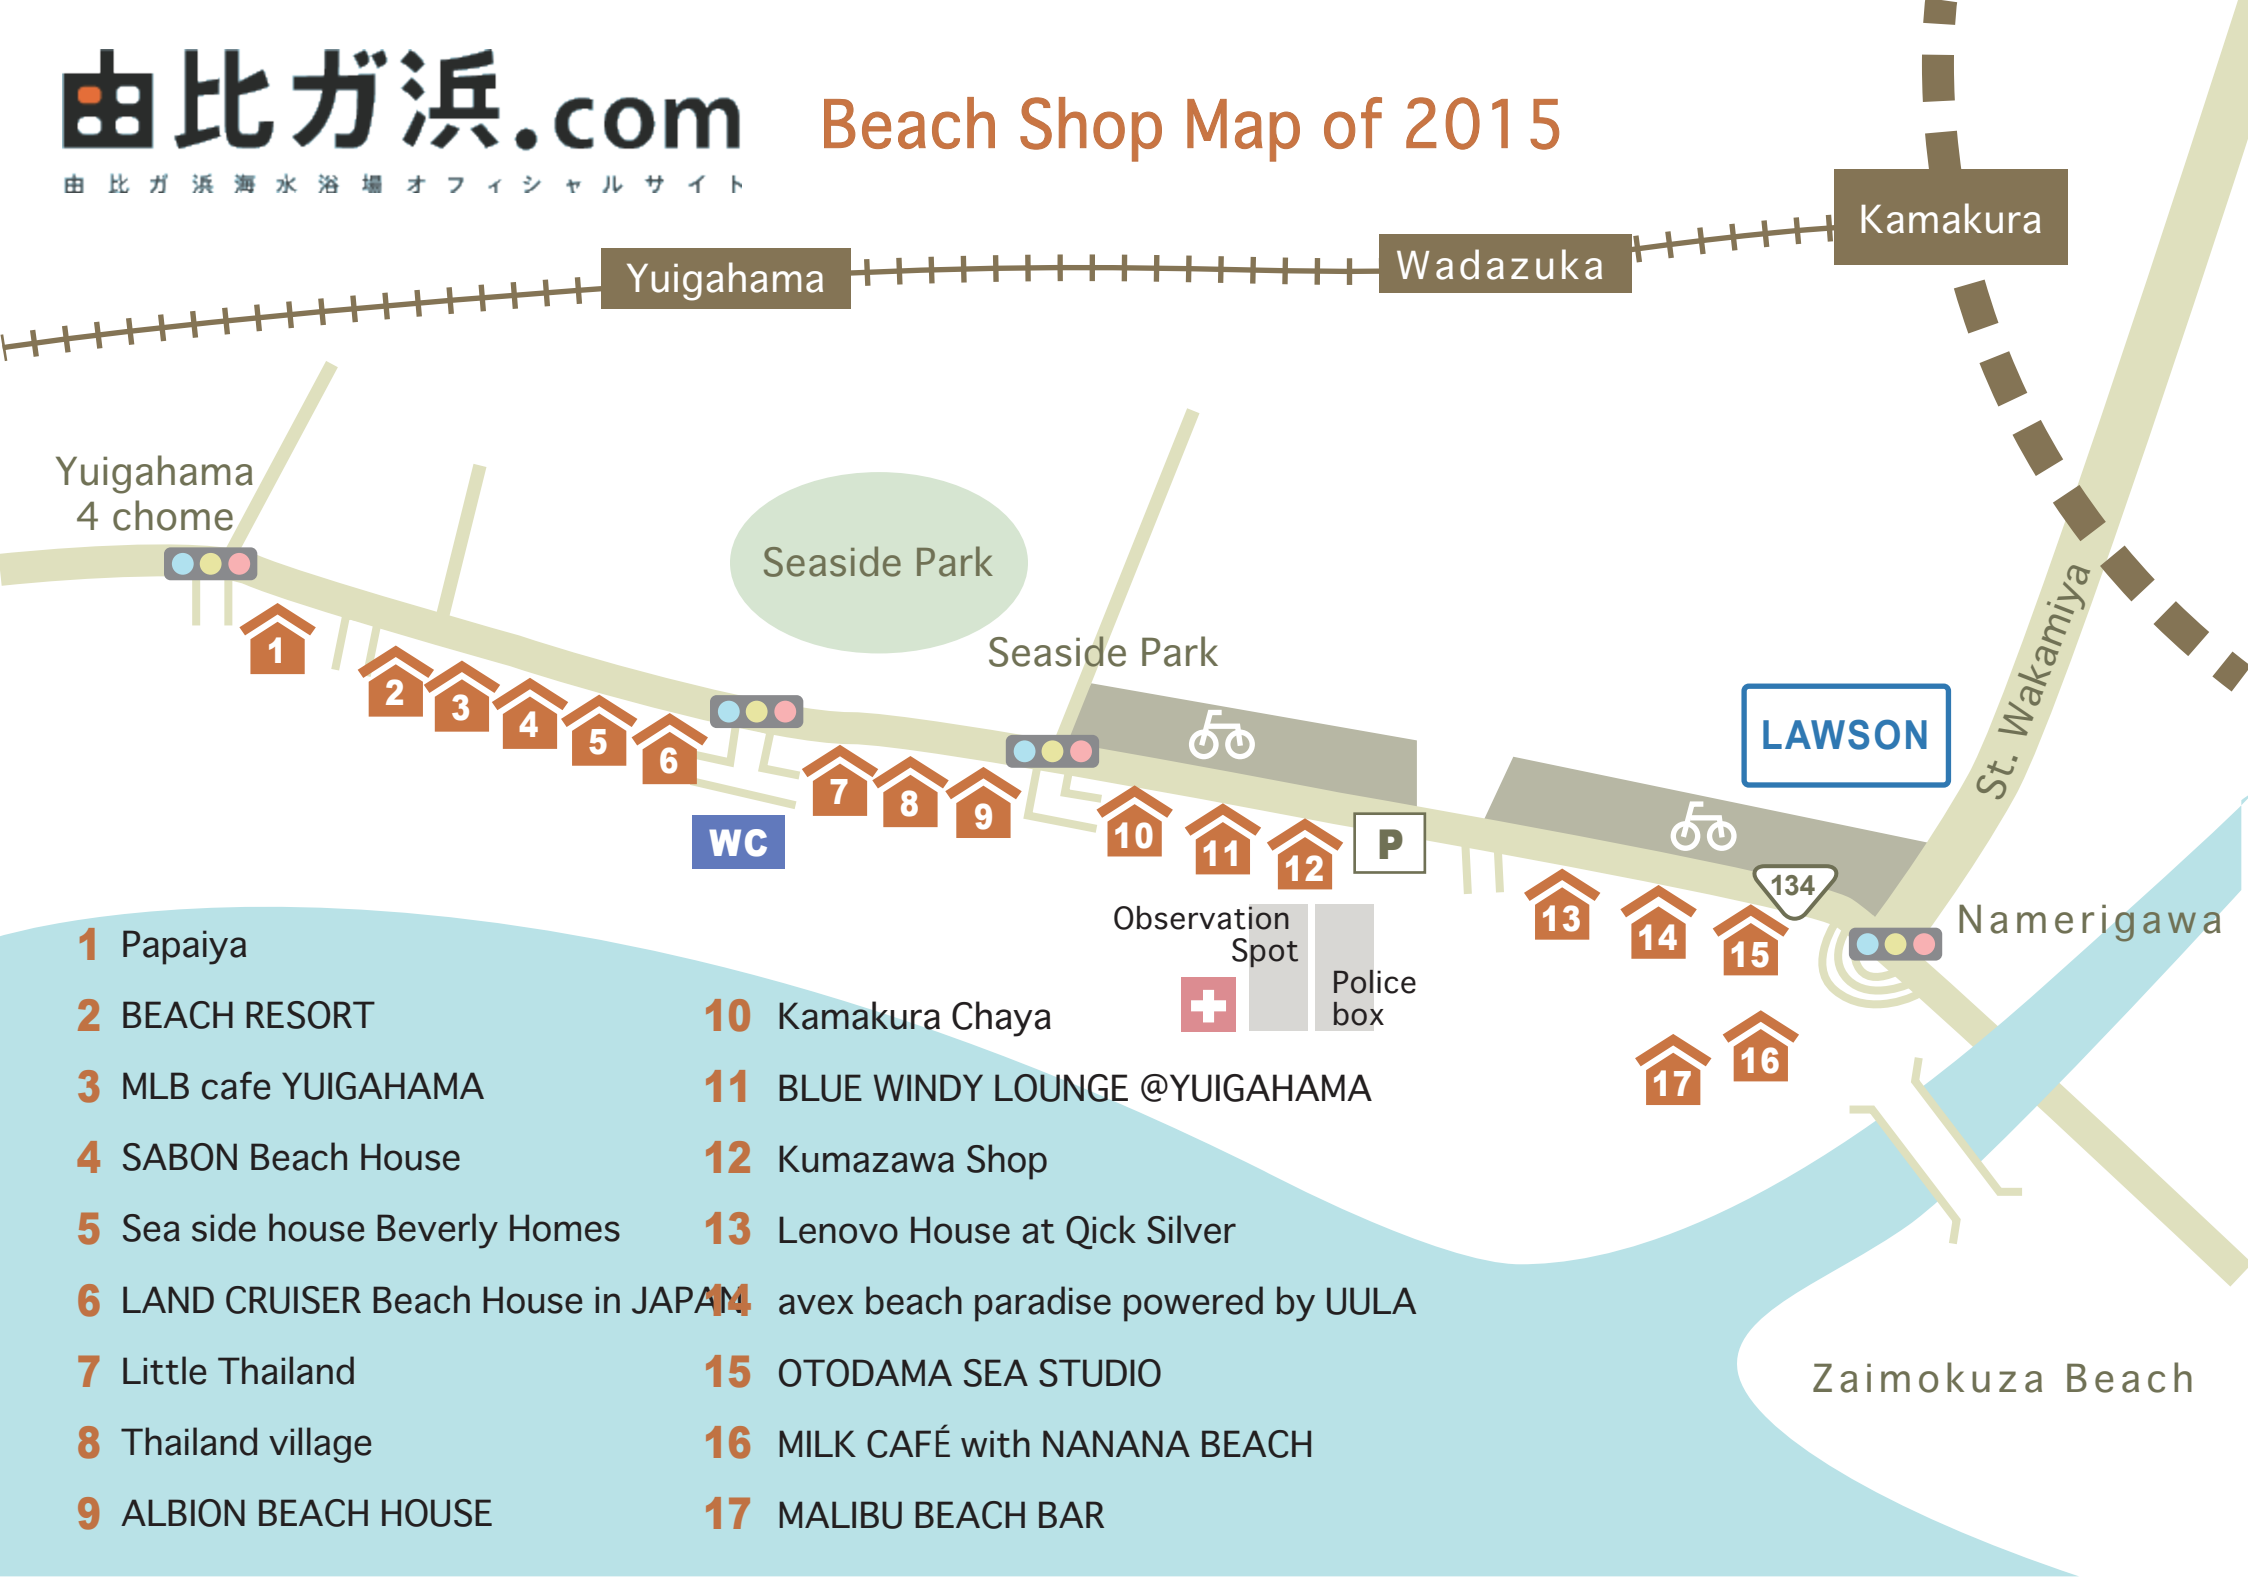 由比ガ浜.com
由比ガ浜海水浴場オフィシャルサイト
Beach Shop Map of 2015
Kamakura
Wadazuka
Yuigahama
Yuigahama
4 chome
Seaside Park
Seaside Park
St. Wakamiya
LAWSON
1
2
3
4
5
6
7
8
9
10
11
12
P
13
14
15
134
Namerigawa
WC
Observation
Spot
Police
box
16
17
Zaimokuza Beach
1 Papaiya
2 BEACH RESORT
3 MLB cafe YUIGAHAMA
4 SABON Beach House
5 Sea side house Beverly Homes
6 LAND CRUISER Beach House in JAPAN
7 Little Thailand
8 Thailand village
9 ALBION BEACH HOUSE
10 Kamakura Chaya
11 BLUE WINDY LOUNGE @YUIGAHAMA
12 Kumazawa Shop
13 Lenovo House at Qick Silver
14 avex beach paradise powered by UULA
15 OTODAMA SEA STUDIO
16 MILK CAFÉ with NANANA BEACH
17 MALIBU BEACH BAR